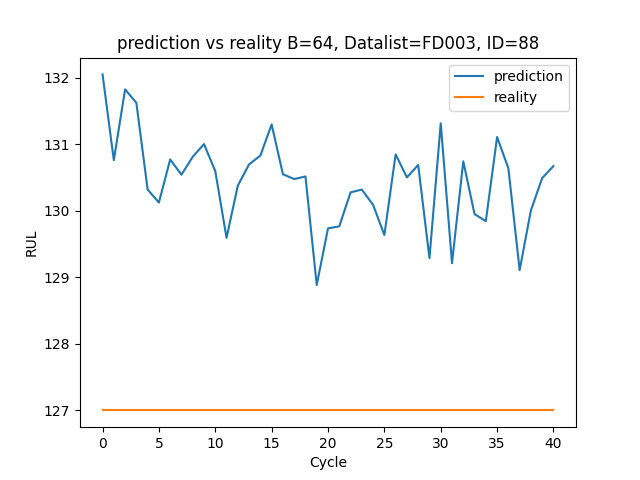 prediction vs reality B=64, Datalist=FD003, ID=88
prediction
reality
RUL
132
131
130
129
128
127
0 5 10 15 20 25 30 35 40
Cycle